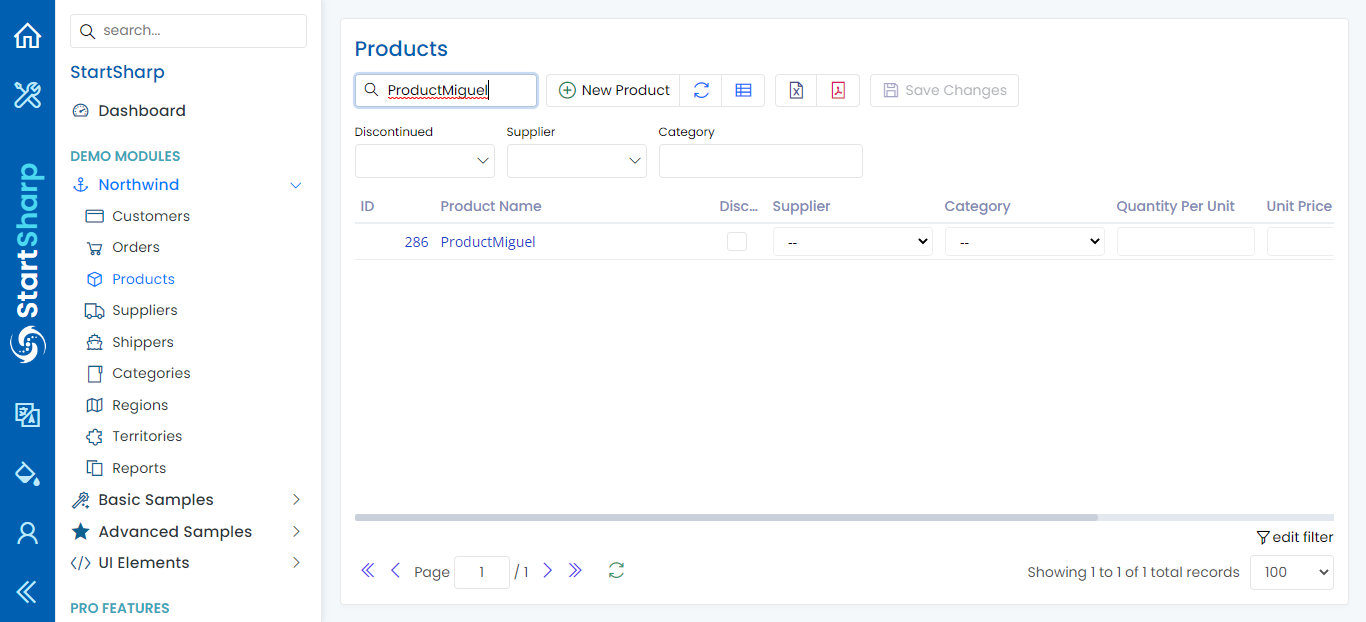 search...
StartSharp
Dashboard
DEMO MODULES
Northwind
Customers
Orders
Products
Suppliers
Shippers
Categories
Regions
Territories
Reports
Basic Samples
Advanced Samples
UI Elements
PRO FEATURES
StartSharp
Products
ProductMiguel
New Product
Save Changes
Discontinued Supplier Category
ID Product Name Disc... Supplier Category Quantity Per Unit Unit Price
286 ProductMiguel -- --
edit filter
Page 1 / 1
Showing 1 to 1 of 1 total records 100